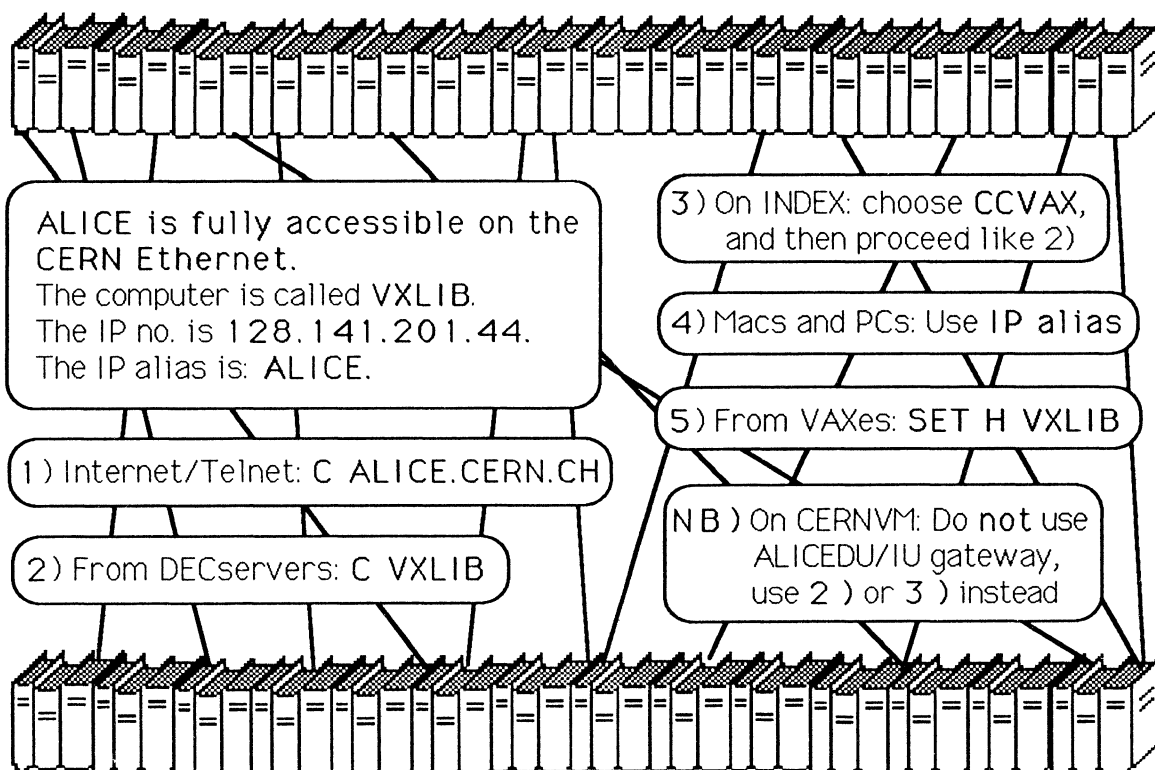 ALICE is fully accessible on the
CERN Ethernet.
The computer is called VXLIB.
The IP no. is 128.141.201.44.
The IP alias is: ALICE.
1) Internet/Telnet: C ALICE.CERN.CH
2) From DECservers: C VXLIB
3) On INDEX: choose CCVAX,
and then proceed like 2)
4) Macs and PCs: Use IP alias
5) From VAXes: SET H VXLIB
NB) On CERNVM: Do not use
ALICEDU/IU gateway,
use 2) or 3) instead